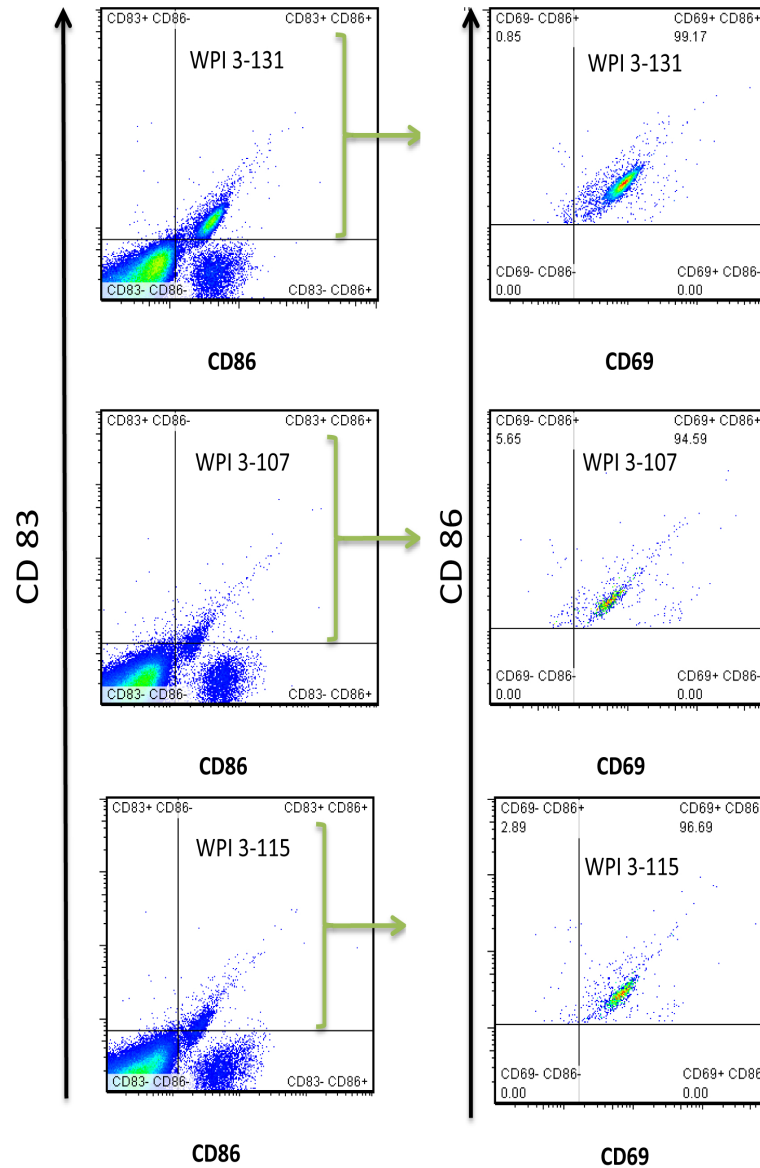 CD83+ CD86-
CD83+ CD86+
WPI 3-131
CD83- CD86-
CD83- CD86+
CD86
CD69- CD86+
0.85
CD69+ CD86+
99.17
WPI 3-131
CD69- CD86-
0.00
CD69+ CD86-
0.00
CD69
CD 83
CD83+ CD86-
CD83+ CD86+
WPI 3-107
CD83- CD86-
CD83- CD86+
CD86
CD 86
CD69- CD86+
5.65
CD69+ CD86+
94.59
WPI 3-107
CD69- CD86-
0.00
CD69+ CD86-
0.00
CD69
CD83+ CD86-
CD83+ CD86+
WPI 3-115
CD83- CD86-
CD83- CD86+
CD86
CD69- CD86+
2.89
CD69+ CD86
96.69
WPI 3-115
CD69- CD86-
0.00
CD69+ CD86
0.00
CD69